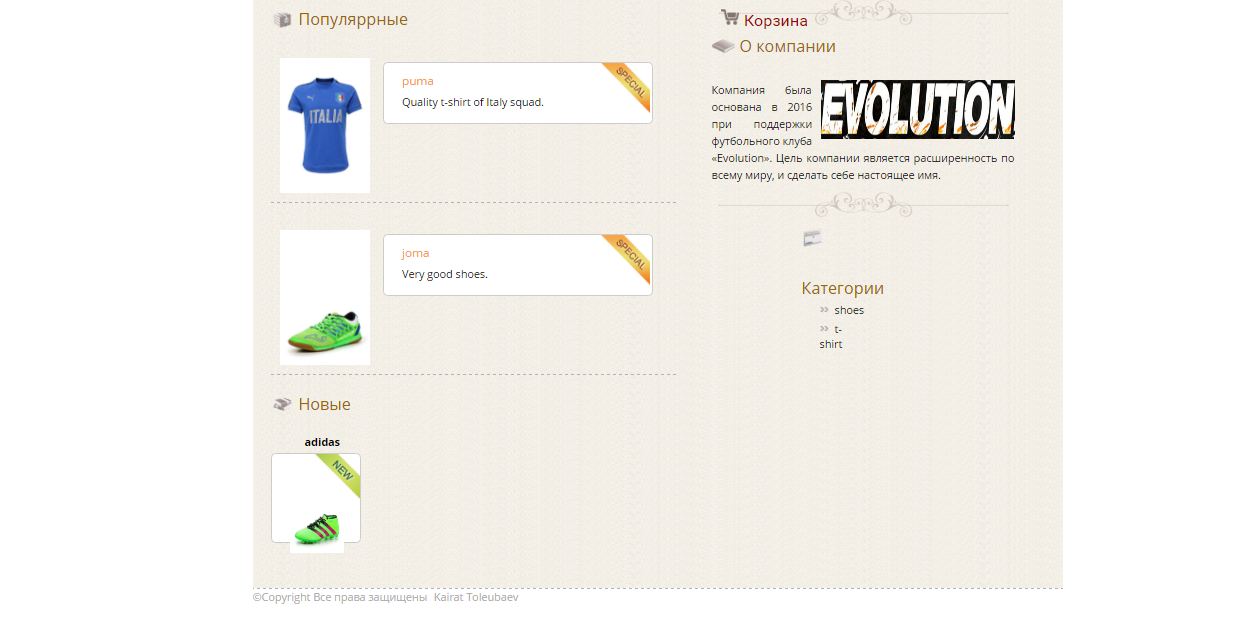 Популяррные
puma
SPECIAL
Quality t-shirt of Italy squad.
ITALIA
joma
SPECIAL
Very good shoes.
Новые
adidas
NEW
Корзина
О компании
EVOLUTION
Компания была
основана в 2016
при поддержки
футбольного клуба
«Evolution». Цель компании является расширенность по
всему миру, и сделать себе настоящее имя.
Категории
shoes
t-
shirt
©Copyright Все права защищены Kairat Toleubaev